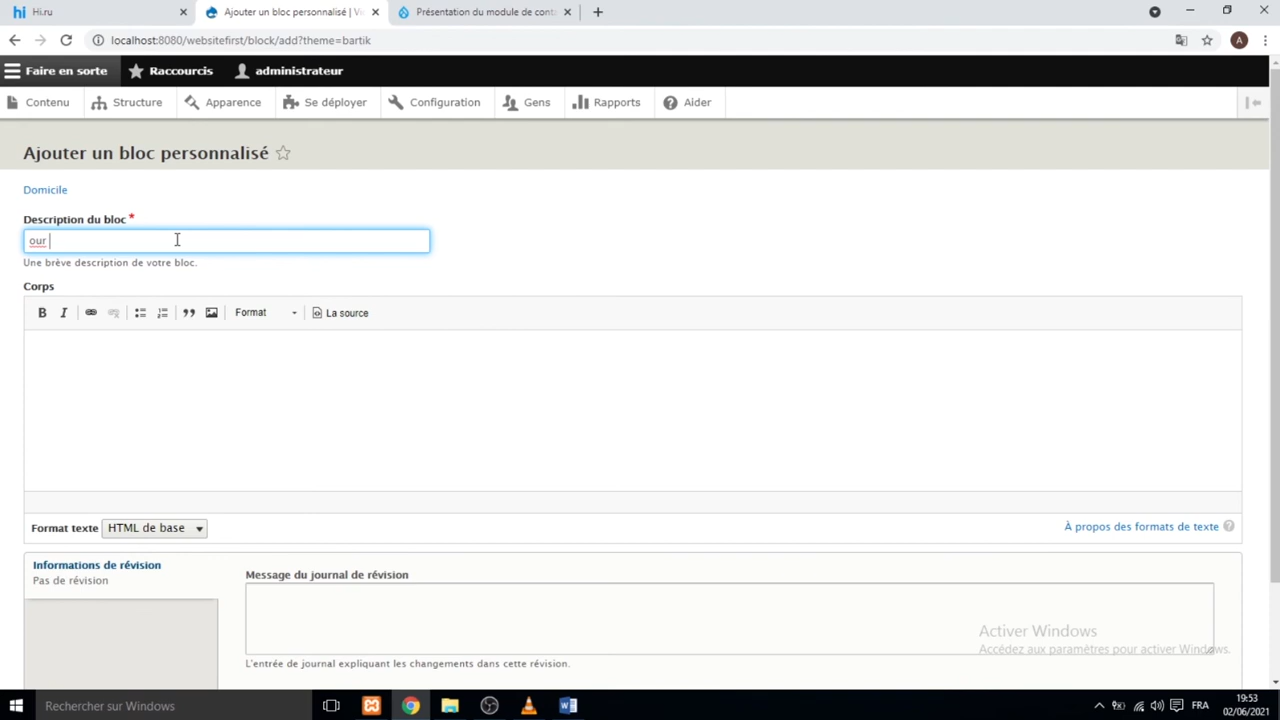 Hi.ru
Ajouter un bloc personnalisé | We
Présentation du module de cont
localhost:8080/websitefirst/block/add?theme=bartik
A
Faire en sorte
Raccourcis
administrateur
Contenu
Structure
Apparence
Se déployer
Configuration
Gens
Rapports
Aider
Ajouter un bloc personnalisé
Domicile
Description du bloc *
our
Une brève description de votre bloc.
Corps
B I Format La source
Format texte HTML de base
À propos des formats de texte ?
Informations de révision
Pas de révision
Message du journal de révision
L'entrée de journal expliquant les changements dans cette révision.
Activer Windows
Accédez aux paramètres pour activer Windows.
Rechercher sur Windows
FRA
19:53
02/06/2021